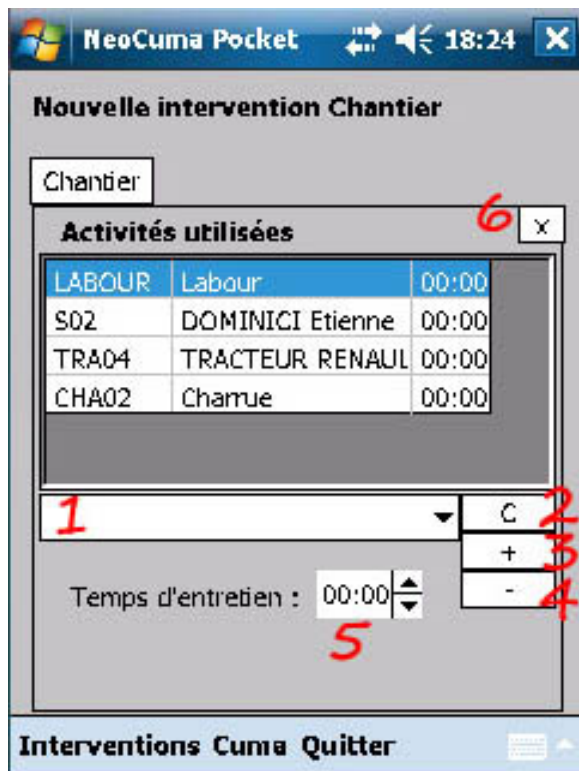 NeoCuma Pocket 18:24 X
Nouvelle intervention Chantier
Chantier
Activités utilisées 6 x
LABOUR Labour 00:00
S02 DOMINICI Etienne 00:00
TRA04 TRACTEUR RENAUL 00:00
CHA02 Charrue 00:00
1 C 2
+ 3
- 4
Temps d'entretien : 00:00
5
Interventions Cuma Quitter